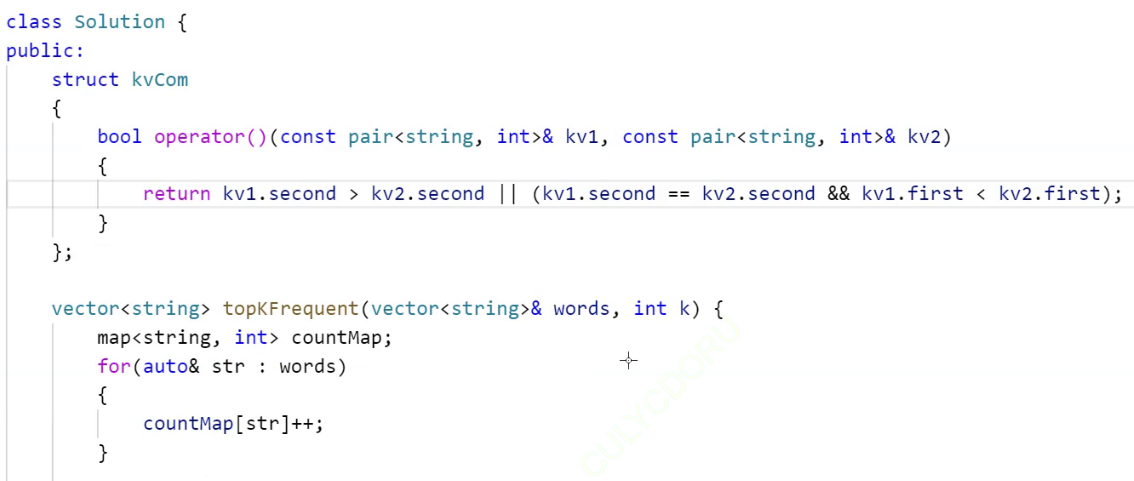 class Solution {
public:
    struct kvCom
    {
        bool operator()(const pair<string, int>& kv1, const pair<string, int>& kv2)
        {
            return kv1.second > kv2.second || (kv1.second == kv2.second && kv1.first < kv2.first);
        }
    };
    vector<string> topKFrequent(vector<string>& words, int k) {
        map<string, int> countMap;
        for(auto& str : words)
        {
            countMap[str]++;
        }